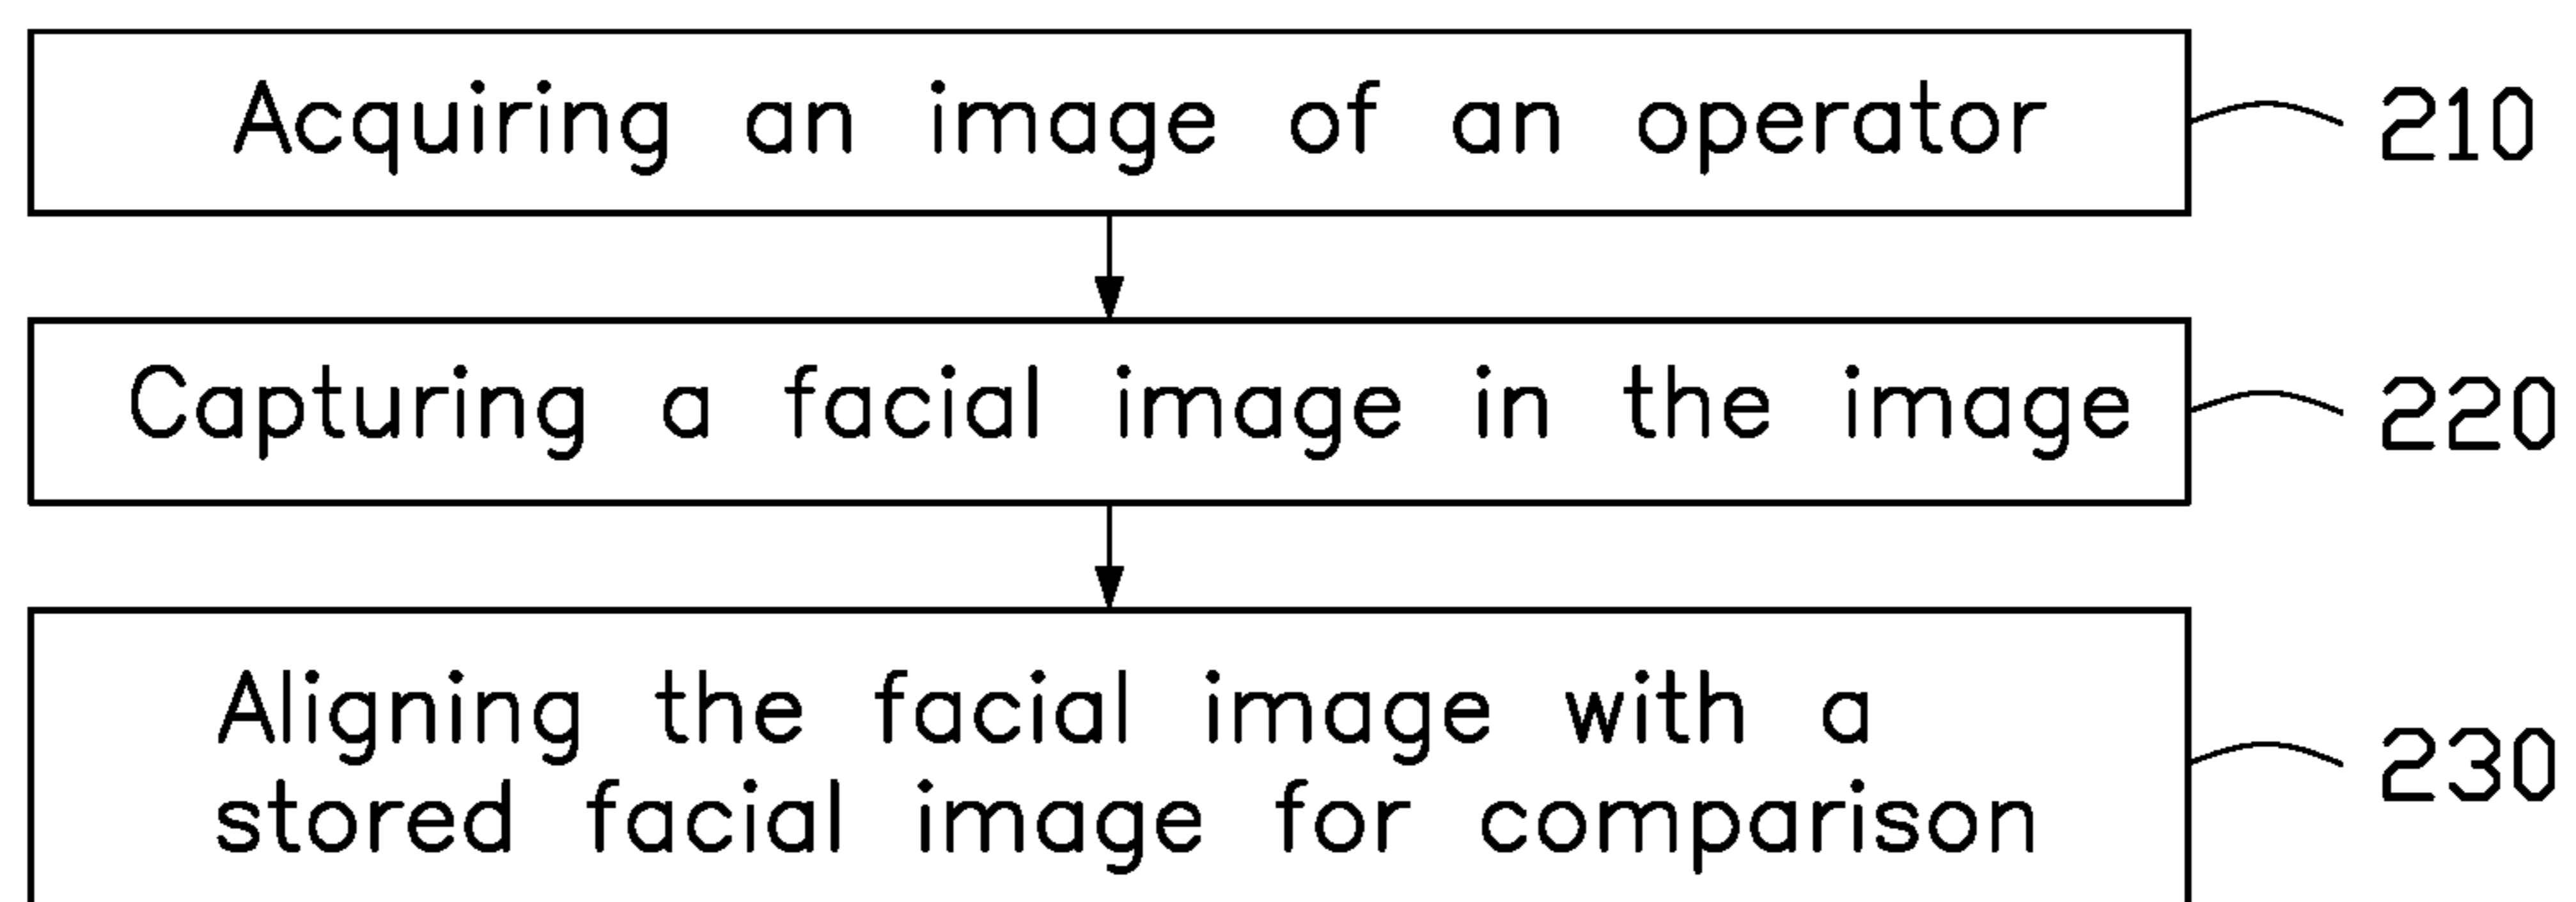 Acquiring an image of an operator 210
Capturing a facial image in the image 220
Aligning the facial image with a
stored facial image for comparison
230